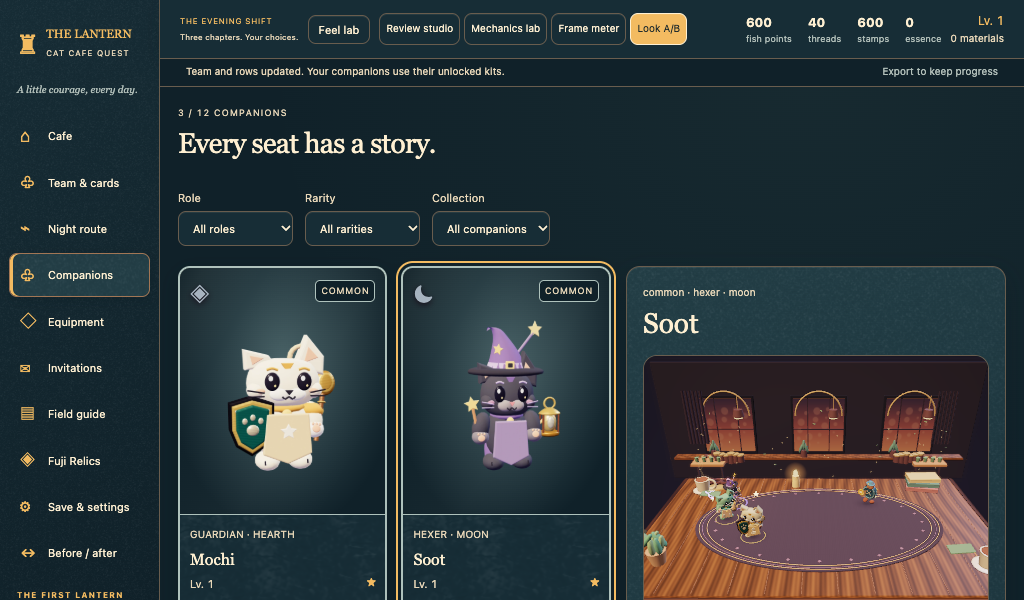 THE LANTERN
CAT CAFE QUEST
A little courage, every day.
Cafe
Team & cards
Night route
Companions
Equipment
Invitations
Field guide
Fuji Relics
Save & settings
Before / after
THE FIRST LANTERN
THE EVENING SHIFT
Three chapters. Your choices.
Feel lab
Review studio
Mechanics lab
Frame meter
Look A/B
600
fish points
40
threads
600
stamps
0
essence
Lv. 1
0 materials
Team and rows updated. Your companions use their unlocked kits.
Export to keep progress
3 / 12 COMPANIONS
Every seat has a story.
Role
Rarity
Collection
All roles
All rarities
All companions
COMMON
GUARDIAN · HEARTH
Mochi
Lv. 1
COMMON
HEXER · MOON
Soot
Lv. 1
common · hexer · moon
Soot